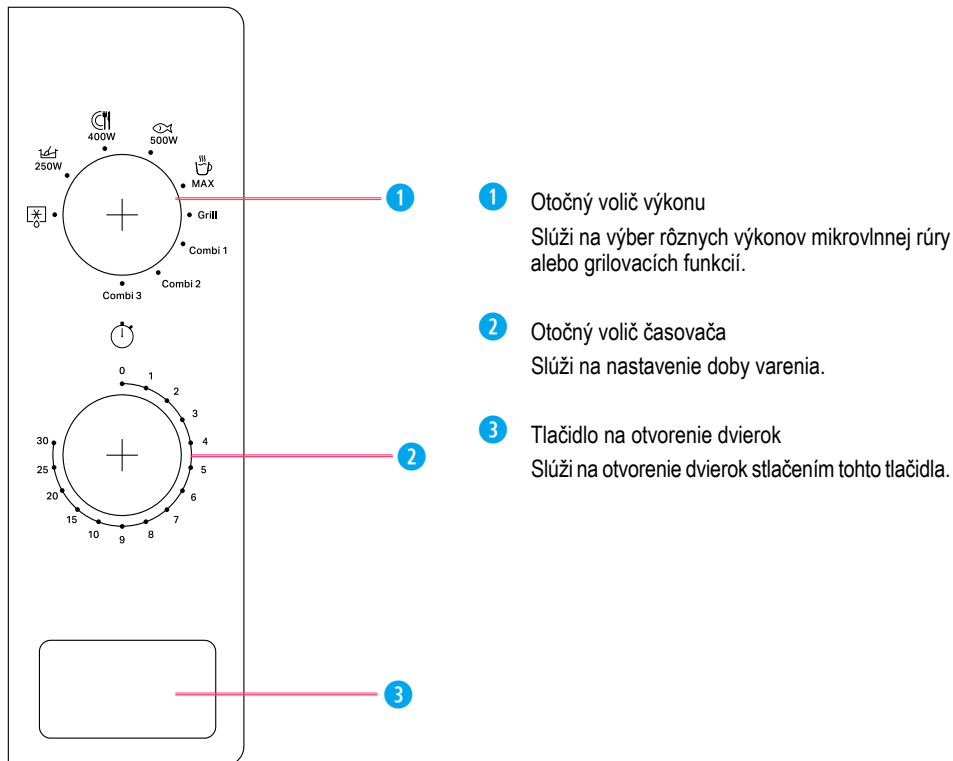 400W
500W
250W
MAX
Grill
Combi 1
Combi 2
Combi 3
0
1
2
3
4
5
6
7
8
9
10
15
20
25
30
1
2
3
1 Otočný volič výkonu
Slúži na výber rôznych výkonov mikrovlnnej rúry
alebo grilovacích funkcií.
2 Otočný volič časovača
Slúži na nastavenie doby varenia.
3 Tlačidlo na otvorenie dvierok
Slúži na otvorenie dvierok stlačením tohto tlačidla.